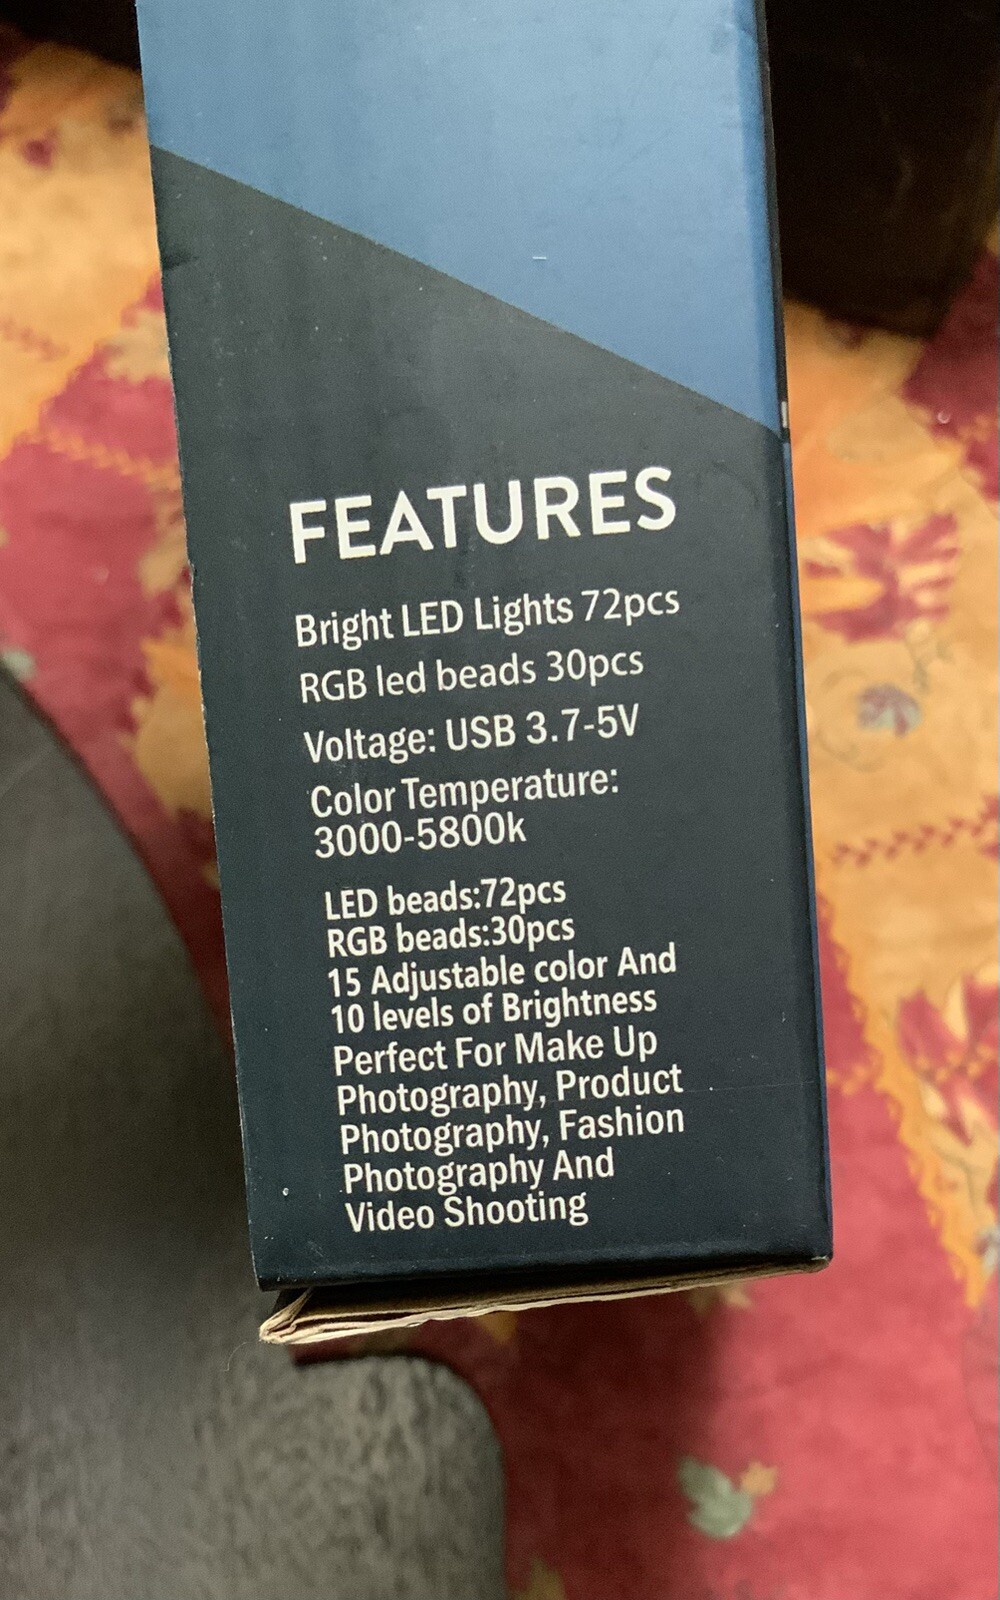 FEATURES
Bright LED Lights 72pcs
RGB led beads 30pcs
Voltage: USB 3.7-5V
Color Temperature:
3000-5800k
LED beads:72pcs
RGB beads:30pcs
15 Adjustable color And
10 levels of Brightness
Perfect For Make Up
Photography, Product
Photography, Fashion
Photography And
Video Shooting